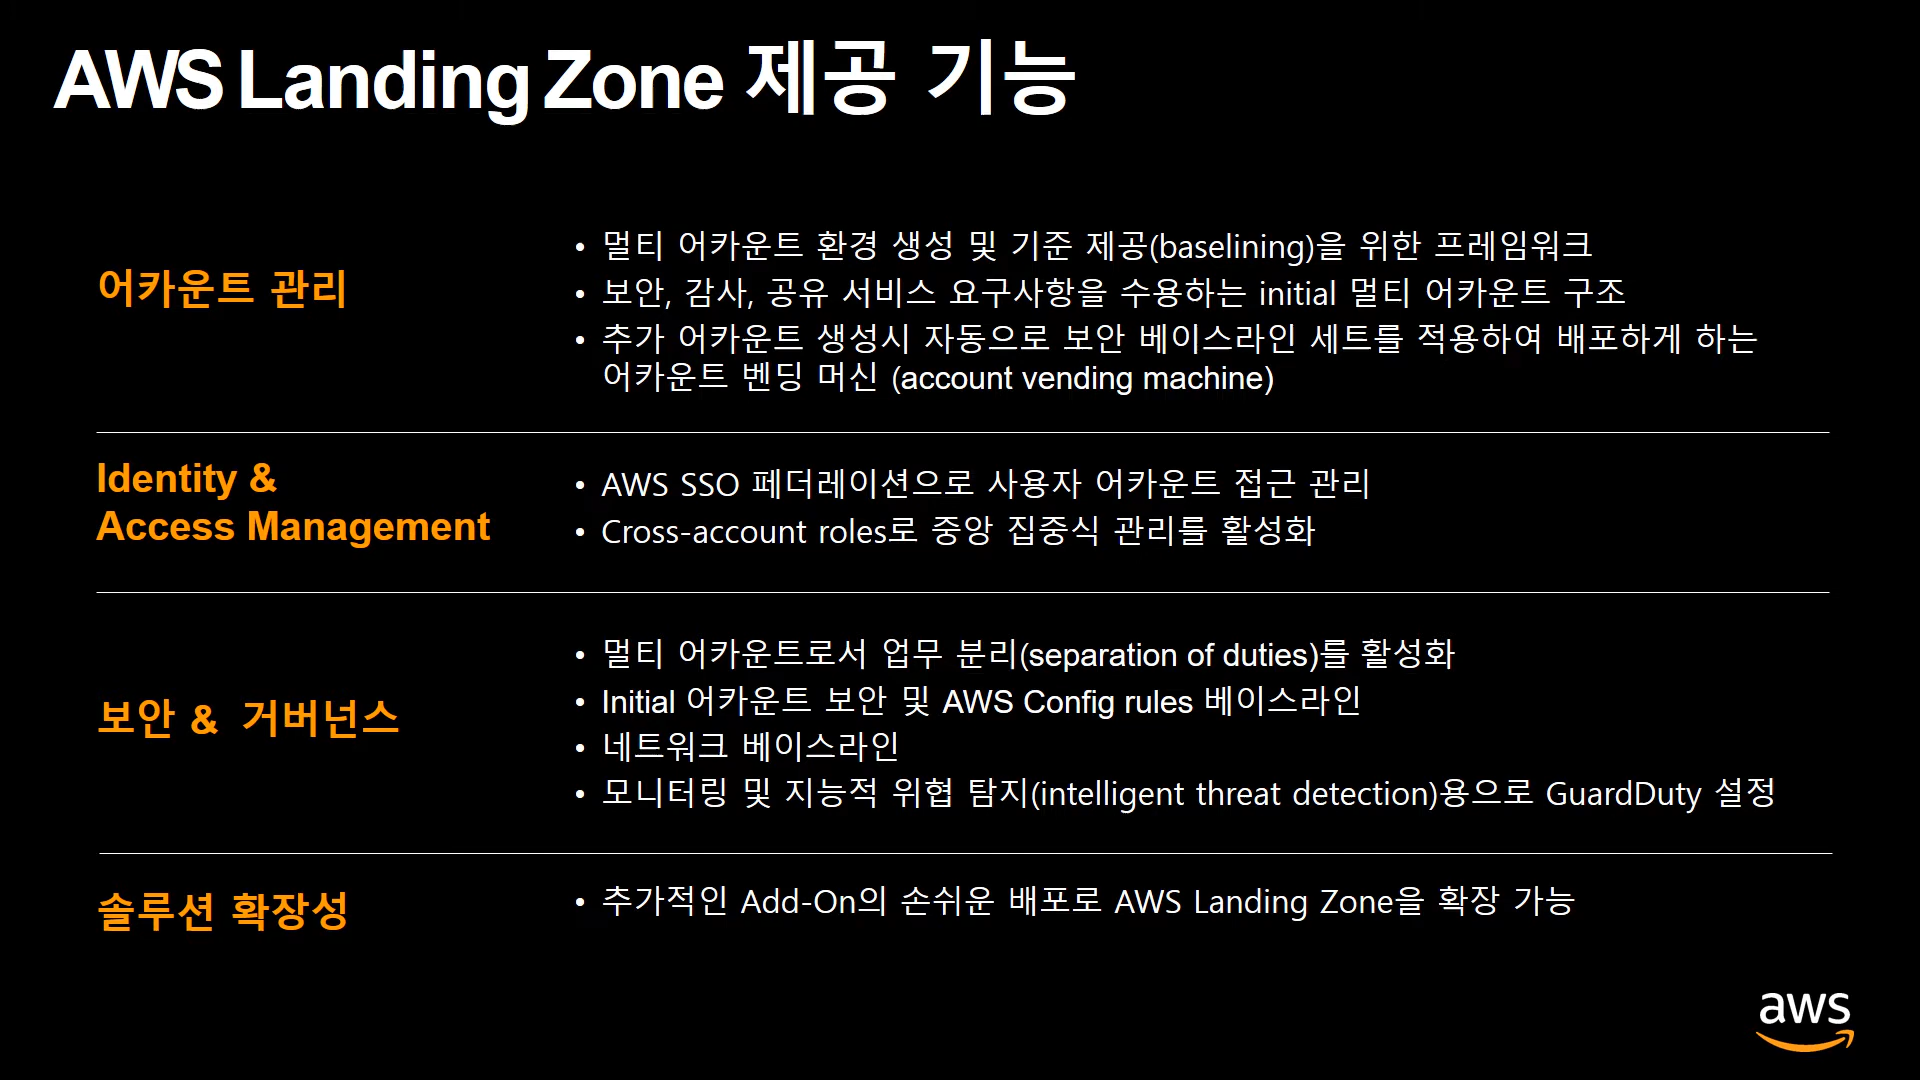 AWS Landing Zone 제공 기능
어카운트 관리
• 멀티 어카운트 환경 생성 및 기준 제공(baselining)을 위한 프레임워크
• 보안, 감사, 공유 서비스 요구사항을 수용하는 initial 멀티 어카운트 구조
• 추가 어카운트 생성시 자동으로 보안 베이스라인 세트를 적용하여 배포하게 하는
어카운트 벤딩 머신 (account vending machine)
Identity &
Access Management
• AWS SSO 페더레이션으로 사용자 어카운트 접근 관리
• Cross-account roles로 중앙 집중식 관리를 활성화
보안 & 거버넌스
• 멀티 어카운트로서 업무 분리(separation of duties)를 활성화
• Initial 어카운트 보안 및 AWS Config rules 베이스라인
• 네트워크 베이스라인
• 모니터링 및 지능적 위협 탐지(intelligent threat detection)용으로 GuardDuty 설정
솔루션 확장성
• 추가적인 Add-On의 손쉬운 배포로 AWS Landing Zone을 확장 가능
aws